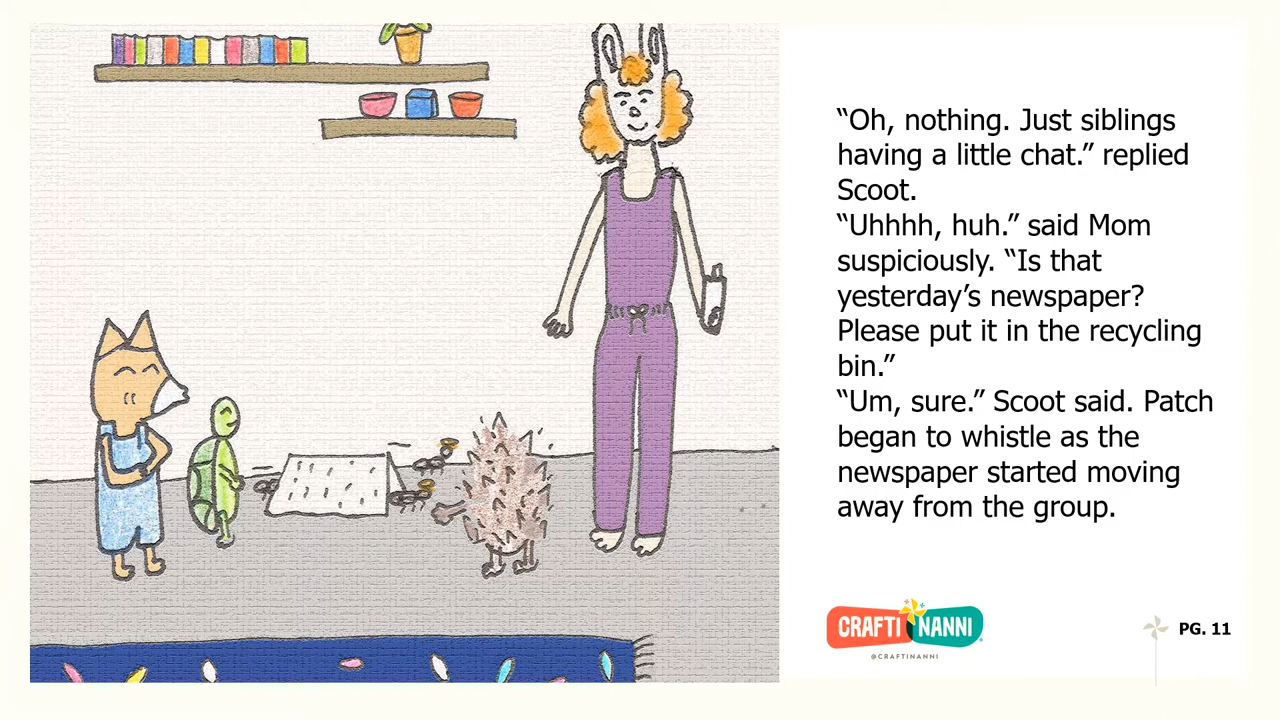 “Oh, nothing. Just siblings
having a little chat.” replied
Scoot.
“Uhhhh, huh.” said Mom
suspiciously. “Is that
yesterday’s newspaper?
Please put it in the recycling
bin.”
“Um, sure.” Scoot said. Patch
began to whistle as the
newspaper started moving
away from the group.
CRAFTI NANNI
@CRAFTINANNI
PG. 11